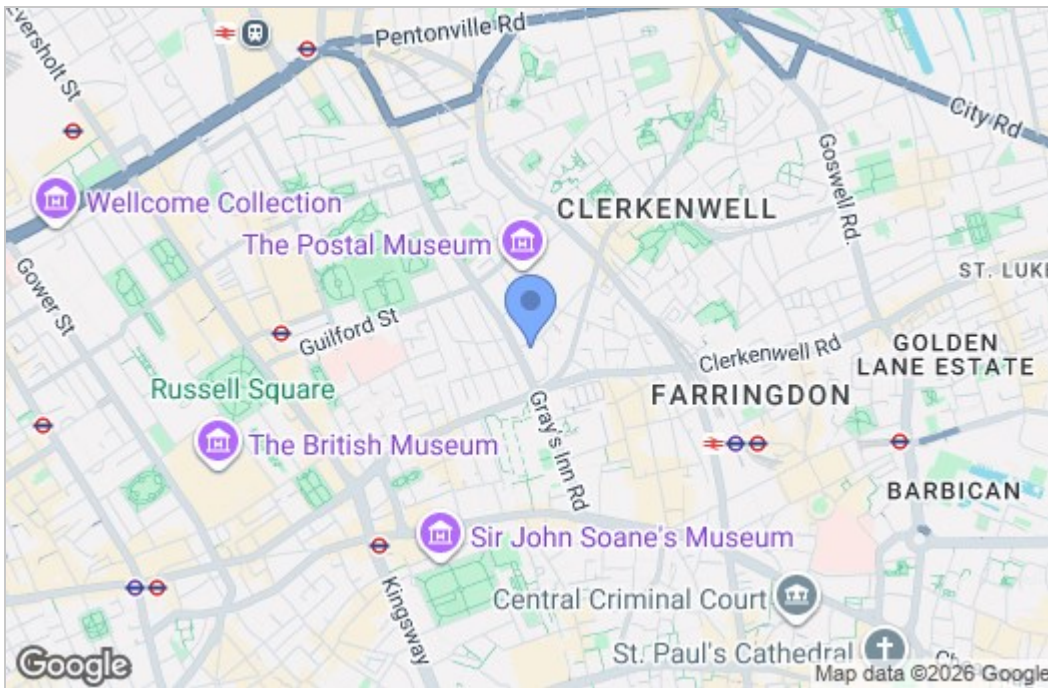 Eversholt St
Pentonville Rd
City Rd
Goswell Rd.
Wellcome Collection
CLERKENWELL
The Postal Museum
ST. LUKE
Gower St
Guilford St
Clerkenwell Rd
GOLDEN
LANE ESTATE
Russell Square
FARRINGDON
The British Museum
Gray's Inn Rd
BARBICAN
Sir John Soane's Museum
Kingsway
Central Criminal Court
St. Paul's Cathedral
Ch
Google
Map data ©2026 Google